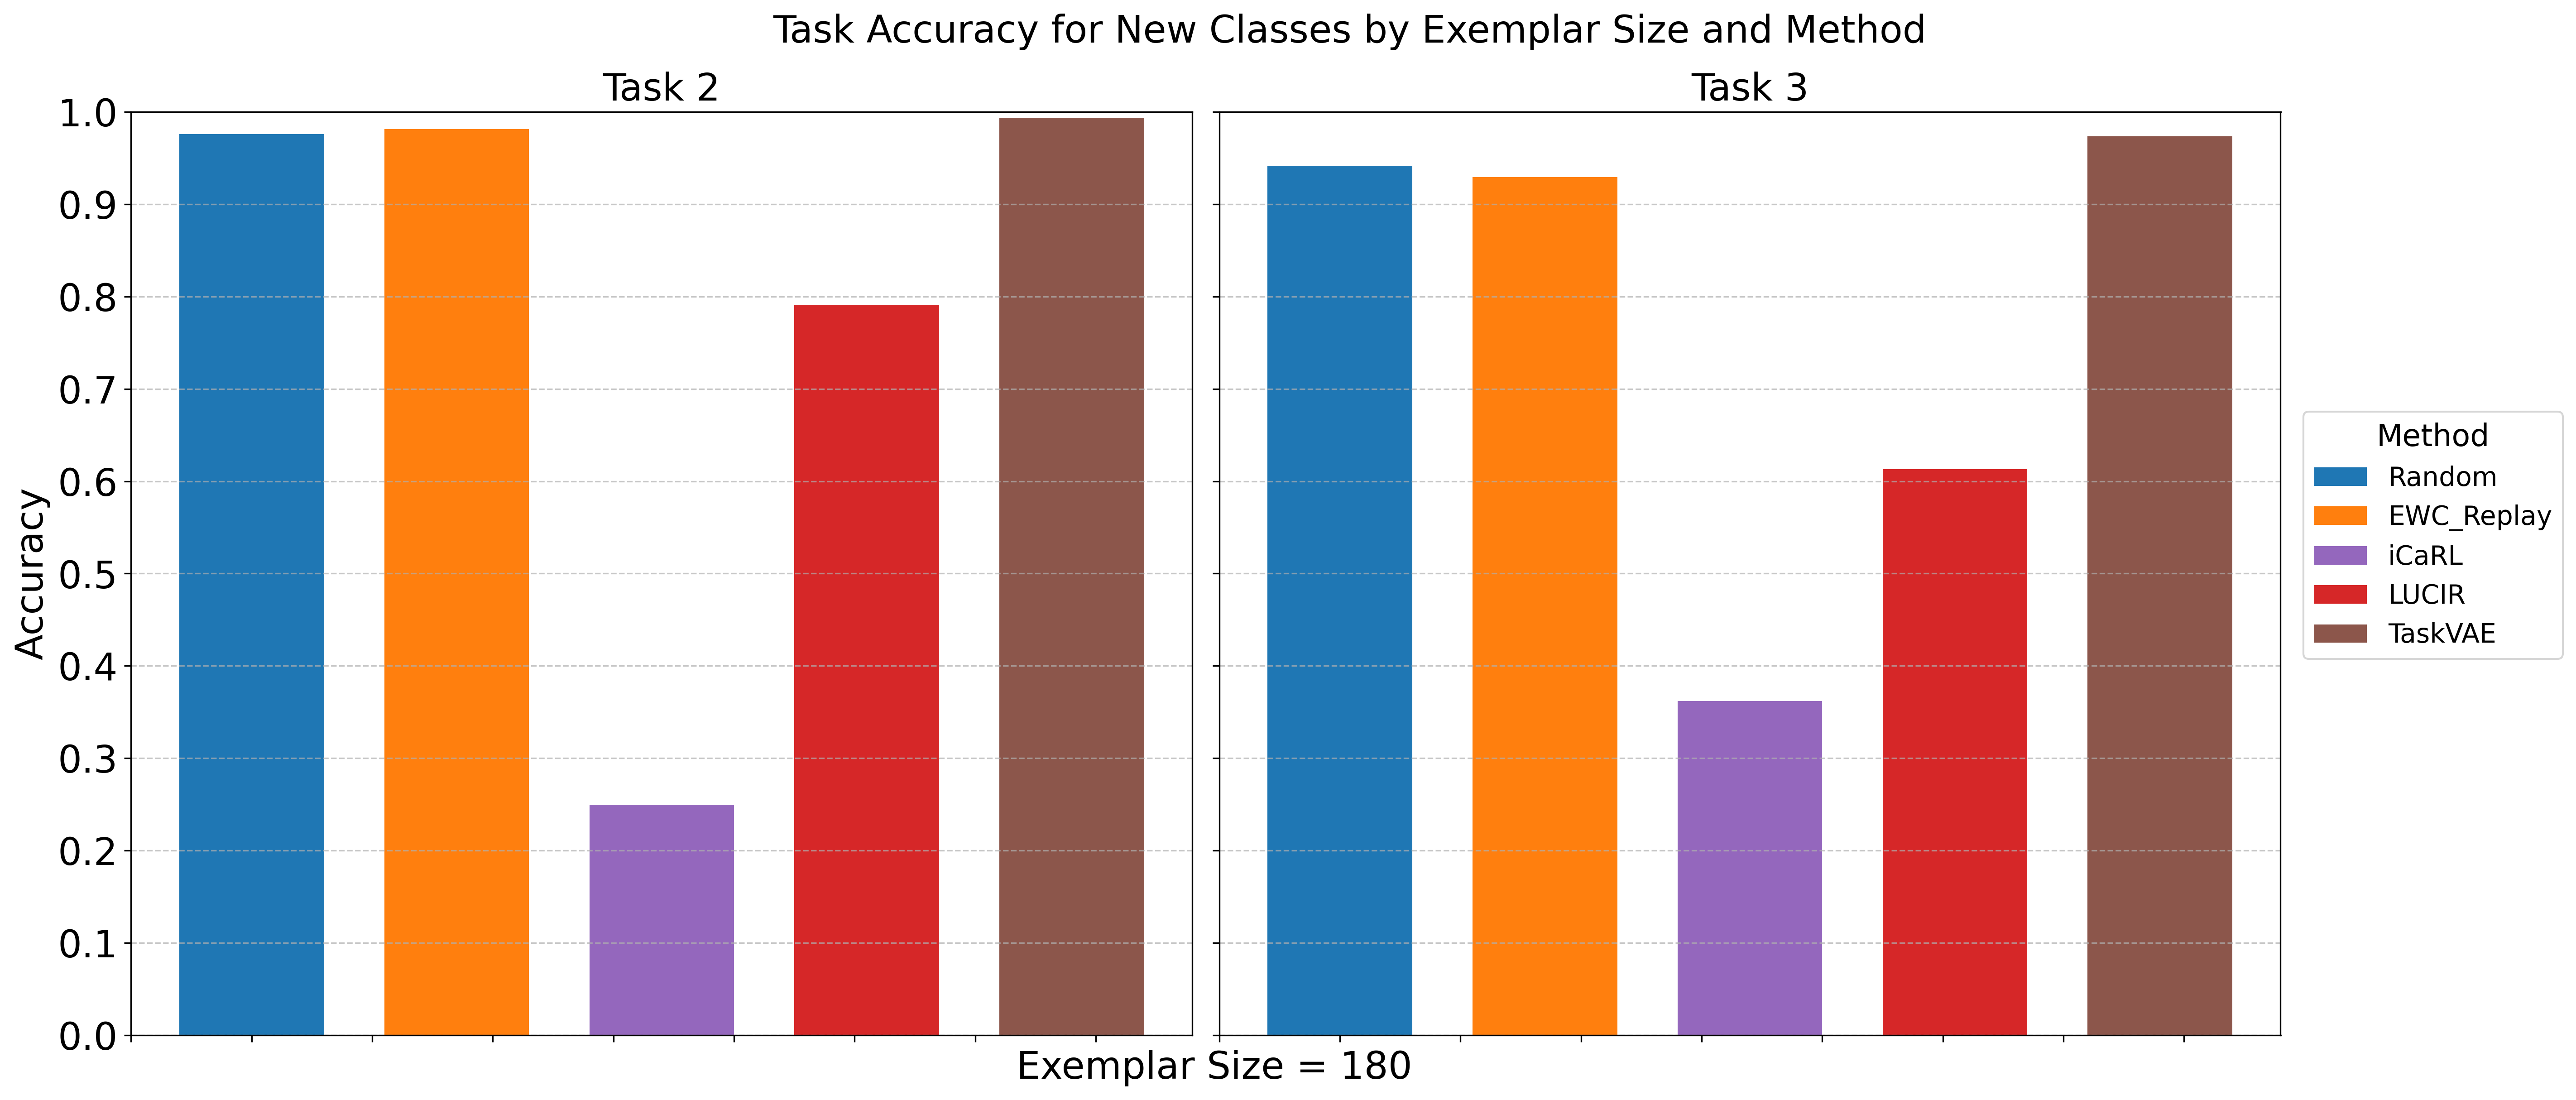 Task Accuracy for New Classes by Exemplar Size and Method
Task 2
Task 3
1.0
0.9
0.8
0.7
0.6
0.5
0.4
0.3
0.2
0.1
0.0
Accuracy
Exemplar Size = 180
Method
Random
EWC_Replay
iCaRL
LUCIR
TaskVAE